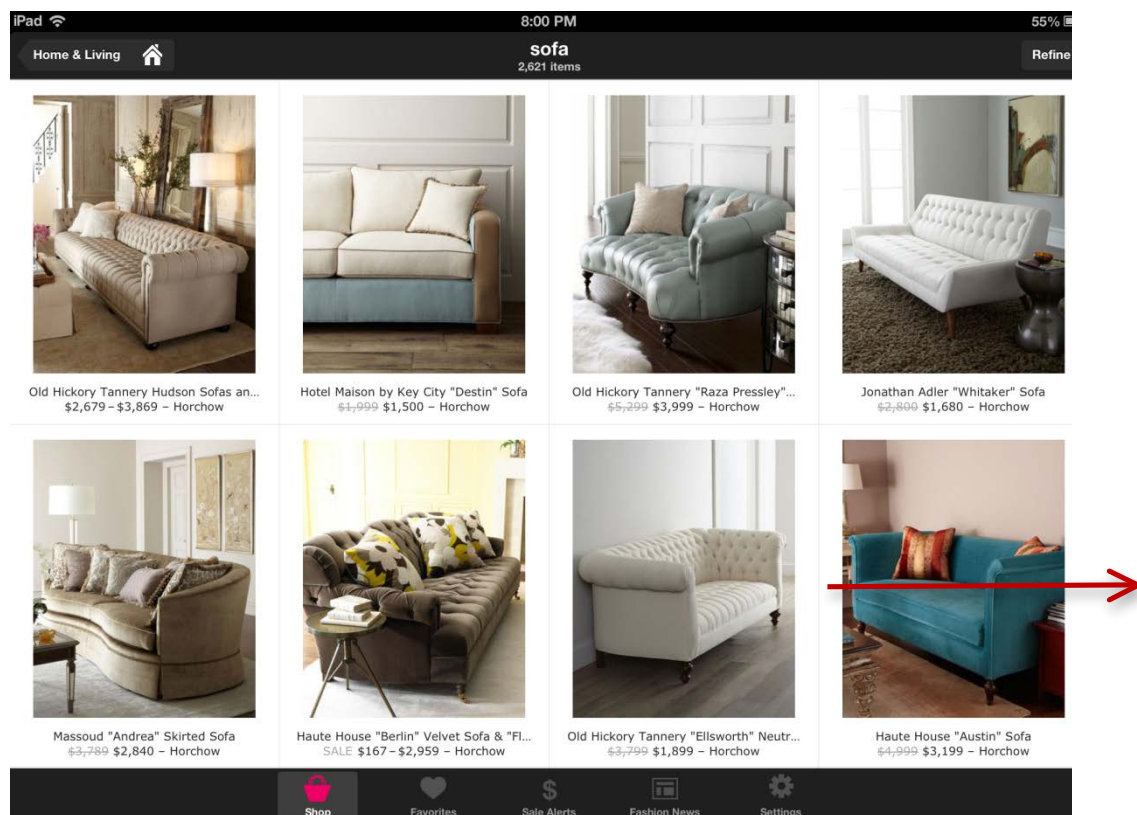 iPad 8:00 PM 55%
Home & Living sofa Refine
2,621 items
Old Hickory Tannery Hudson Sofas an...
$2,679 – $3,869 – Horchow
Hotel Maison by Key City "Destin" Sofa
$1,999 $1,500 – Horchow
Old Hickory Tannery "Raza Pressley"...
$5,299 $3,999 – Horchow
Jonathan Adler "Whitaker" Sofa
$2,800 $1,680 – Horchow
Massoud "Andrea" Skirted Sofa
$3,789 $2,840 – Horchow
Haute House "Berlin" Velvet Sofa & "Fl...
SALE $167 – $2,959 – Horchow
Old Hickory Tannery "Ellsworth" Neutr...
$3,799 $1,899 – Horchow
Haute House "Austin" Sofa
$4,999 $3,199 – Horchow
Shop Favorites Sale Alerts Fashion News Settings